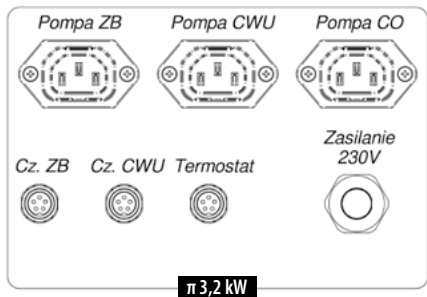 Pompa ZB Pompa CWU Pompa CO
Zasilanie
230V
Cz. ZB Cz. CWU Termostat
π 3,2 kW